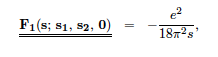 F₁(s; s₁, s₂, 0) = − e² / 18π²s ,